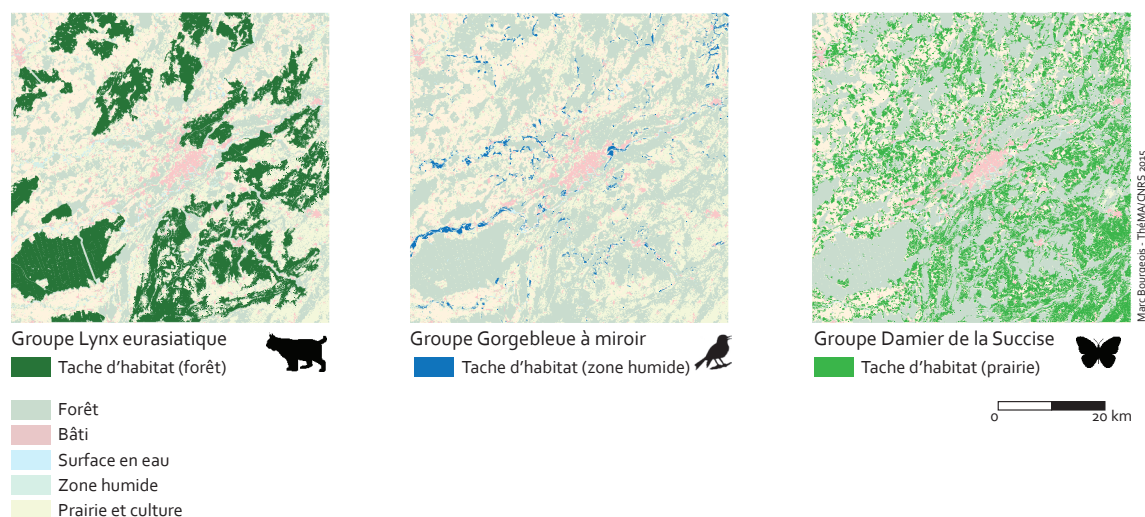 Groupe Lynx eurasiatique
Tache d'habitat (forêt)
Groupe Gorgebleue à miroir
Tache d'habitat (zone humide)
Groupe Damier de la Succise
Tache d'habitat (prairie)
Marc Bourgeois - ThéMA/CNRS 2015
Forêt
Bâti
Surface en eau
Zone humide
Prairie et culture
0 20 km